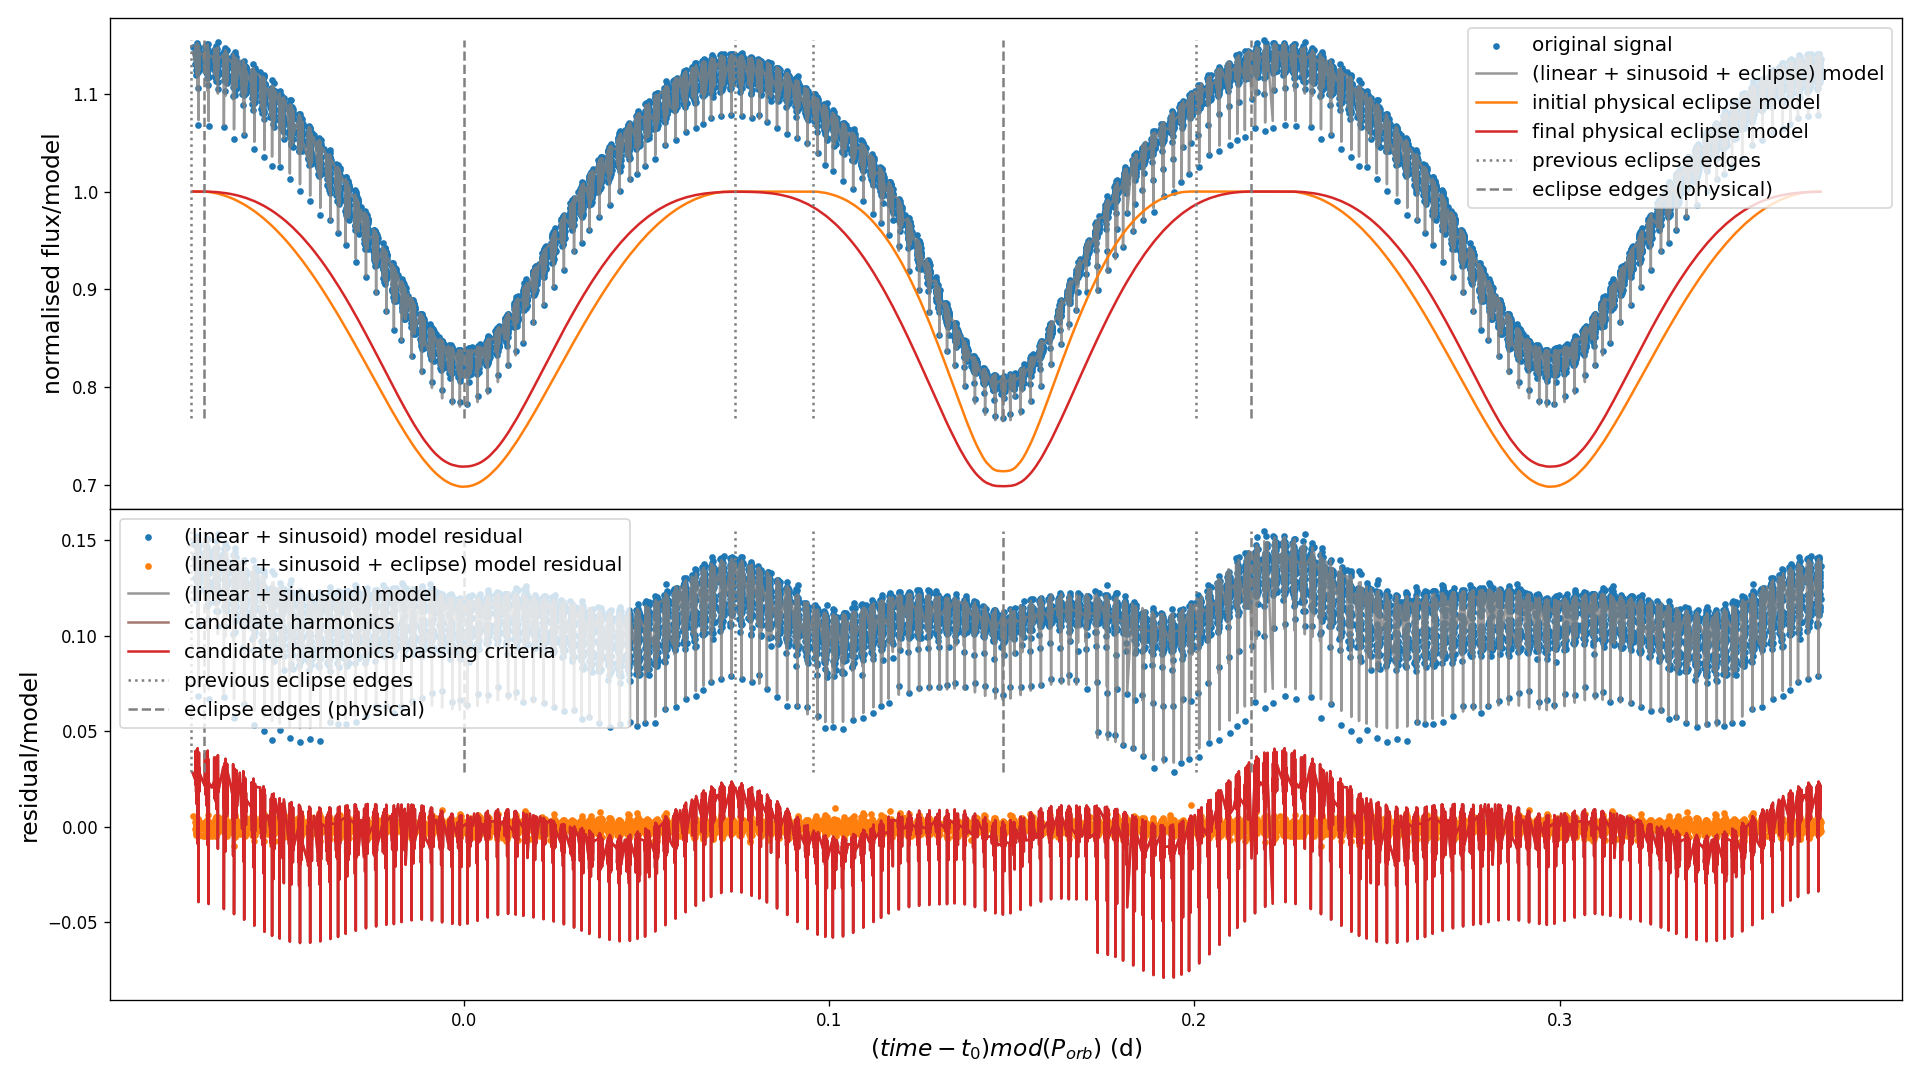 normalised flux/model
1.1
1.0
0.9
0.8
0.7
original signal
(linear + sinusoid + eclipse) model
initial physical eclipse model
final physical eclipse model
previous eclipse edges
eclipse edges (physical)
residual/model
0.15
0.10
0.05
0.00
−0.05
(linear + sinusoid) model residual
(linear + sinusoid + eclipse) model residual
(linear + sinusoid) model
candidate harmonics
candidate harmonics passing criteria
previous eclipse edges
eclipse edges (physical)
0.0 0.1 0.2 0.3
(time − t₀)mod(P_orb) (d)